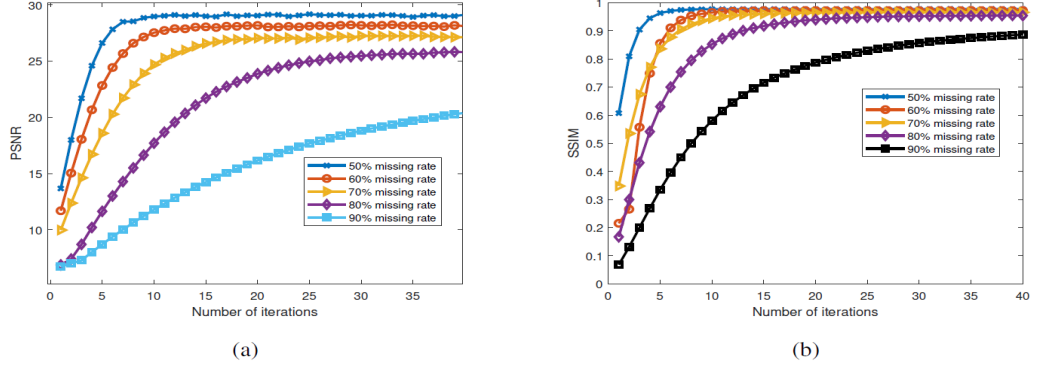 30
25
20
15
10
PSNR
0
5
10
15
20
25
30
35
Number of iterations
50% missing rate
60% missing rate
70% missing rate
80% missing rate
90% missing rate
(a)
1
0.9
0.8
0.7
0.6
0.5
0.4
0.3
0.2
0.1
0
SSIM
0
5
10
15
20
25
30
35
40
Number of iterations
50% missing rate
60% missing rate
70% missing rate
80% missing rate
90% missing rate
(b)